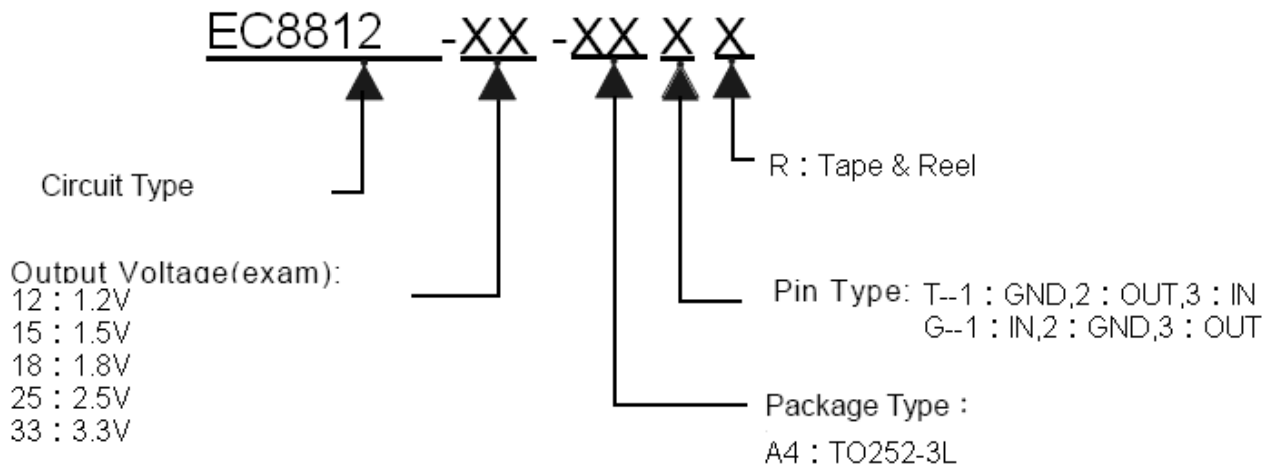 EC8812 -XX -XX X X
R : Tape & Reel
Circuit Type
Output Voltage(exam):
12 : 1.2V
15 : 1.5V
18 : 1.8V
25 : 2.5V
33 : 3.3V
Pin Type: T--1 : GND,2 : OUT,3 : IN
G--1 : IN,2 : GND,3 : OUT
Package Type :
A4 : TO252-3L